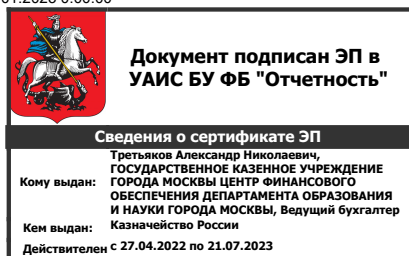 Документ подписан ЭП в
УАИС БУ ФБ "Отчетность"
Сведения о сертификате ЭП
Кому выдан:
Третьяков Александр Николаевич,
ГОСУДАРСТВЕННОЕ КАЗЕННОЕ УЧРЕЖДЕНИЕ
ГОРОДА МОСКВЫ ЦЕНТР ФИНАНСОВОГО
ОБЕСПЕЧЕНИЯ ДЕПАРТАМЕНТА ОБРАЗОВАНИЯ
И НАУКИ ГОРОДА МОСКВЫ, Ведущий бухгалтер
Кем выдан: Казначейство России
Действителен с 27.04.2022 по 21.07.2023